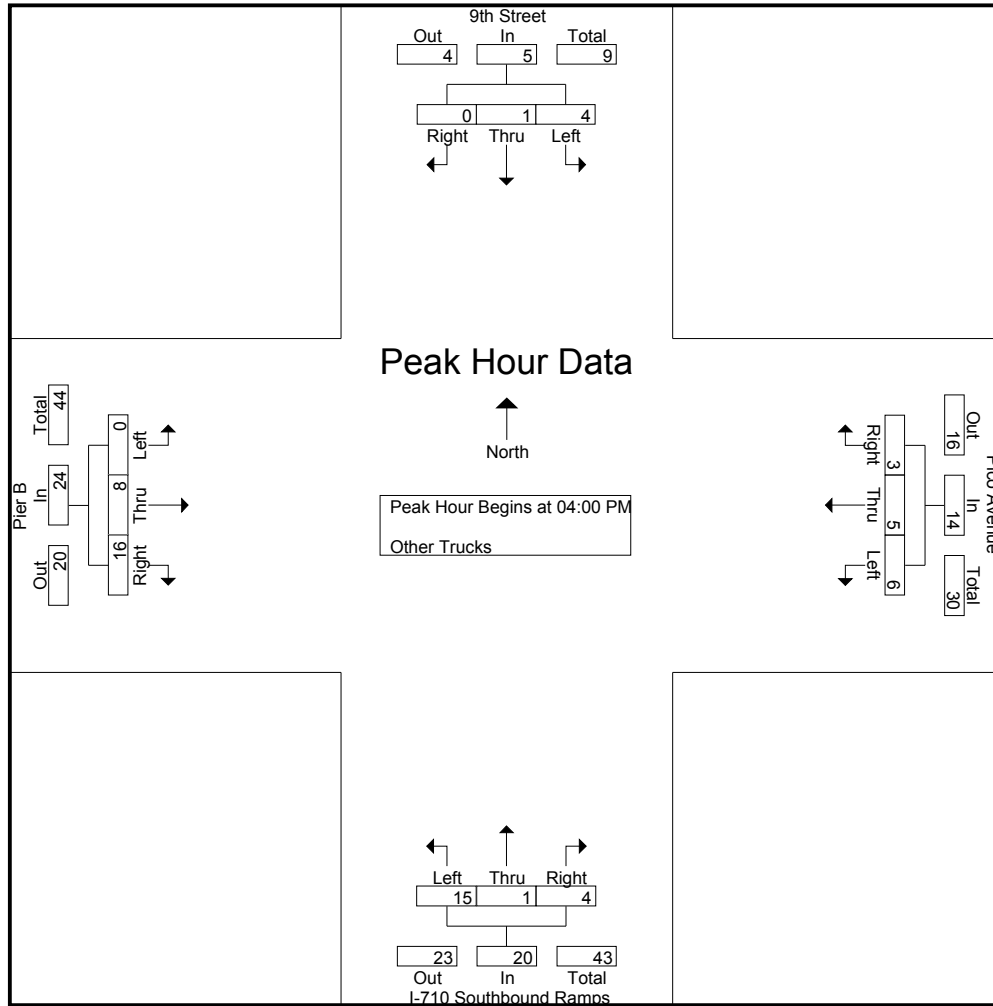 9th Street
Out In Total
4 5 9
0 1 4
Right Thru Left
Peak Hour Data
North
Peak Hour Begins at 04:00 PM
Other Trucks
Pier B
Total In Out
44 24 20
0 8 16
Left Thru Right
Right Thru Left
3 5 6
Out In Total
16 14 30
Avenue
Left Thru Right
15 1 4
23 20 43
Out In Total
I-710 Southbound Ramps